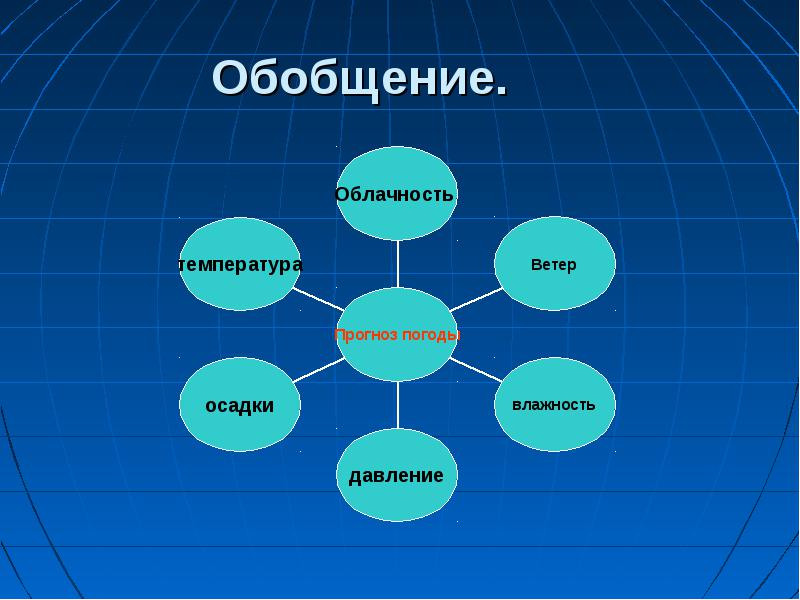 Обобщение.
Облачность
температура
Ветер
Прогноз погоды
осадки
влажность
давление